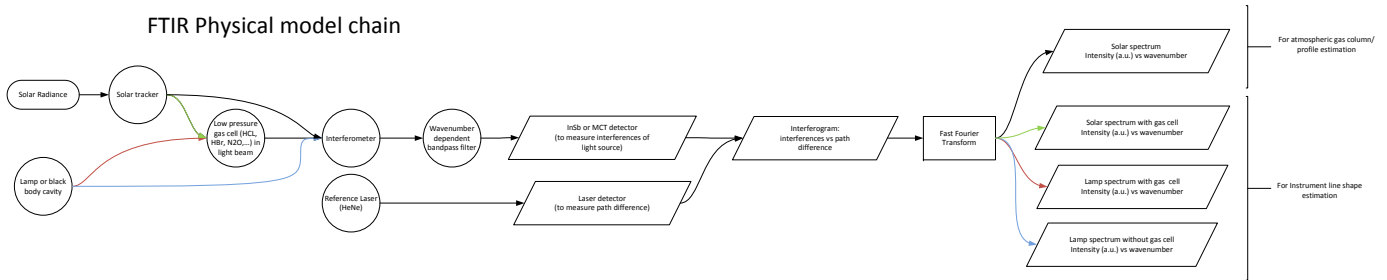 FTIR Physical model chain
Solar Radiance
Solar tracker
Low pressure
gas cell (HCL,
HBr, N2O,...) in
light beam
Lamp or black
body cavity
Interferometer
Reference Laser
(HeNe)
Wavenumber
dependent
bandpass filter
InSb or MCT detector
(to measure interferences of
light source)
Laser detector
(to measure path difference)
Interferogram:
interferences vs path
difference
Fast Fourier
Transform
Solar spectrum
Intensity (a.u.) vs wavenumber
Solar spectrum with gas cell
Intensity (a.u.) vs wavenumber
Lamp spectrum with gas cell
Intensity (a.u.) vs wavenumber
Lamp spectrum without gas cell
Intensity (a.u.) vs wavenumber
For atmospheric gas column/
profile estimation
For Instrument line shape
estimation